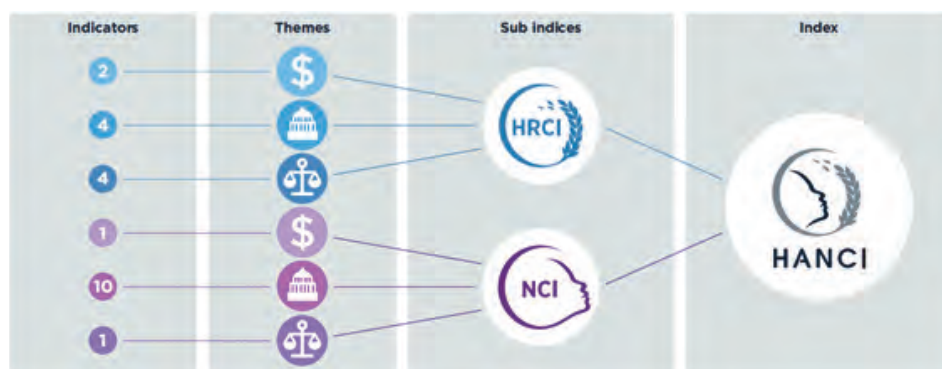 Indicators Themes Sub indices Index
2 $
4
HRCI
4
1 $
HANCI
10
NCI
1